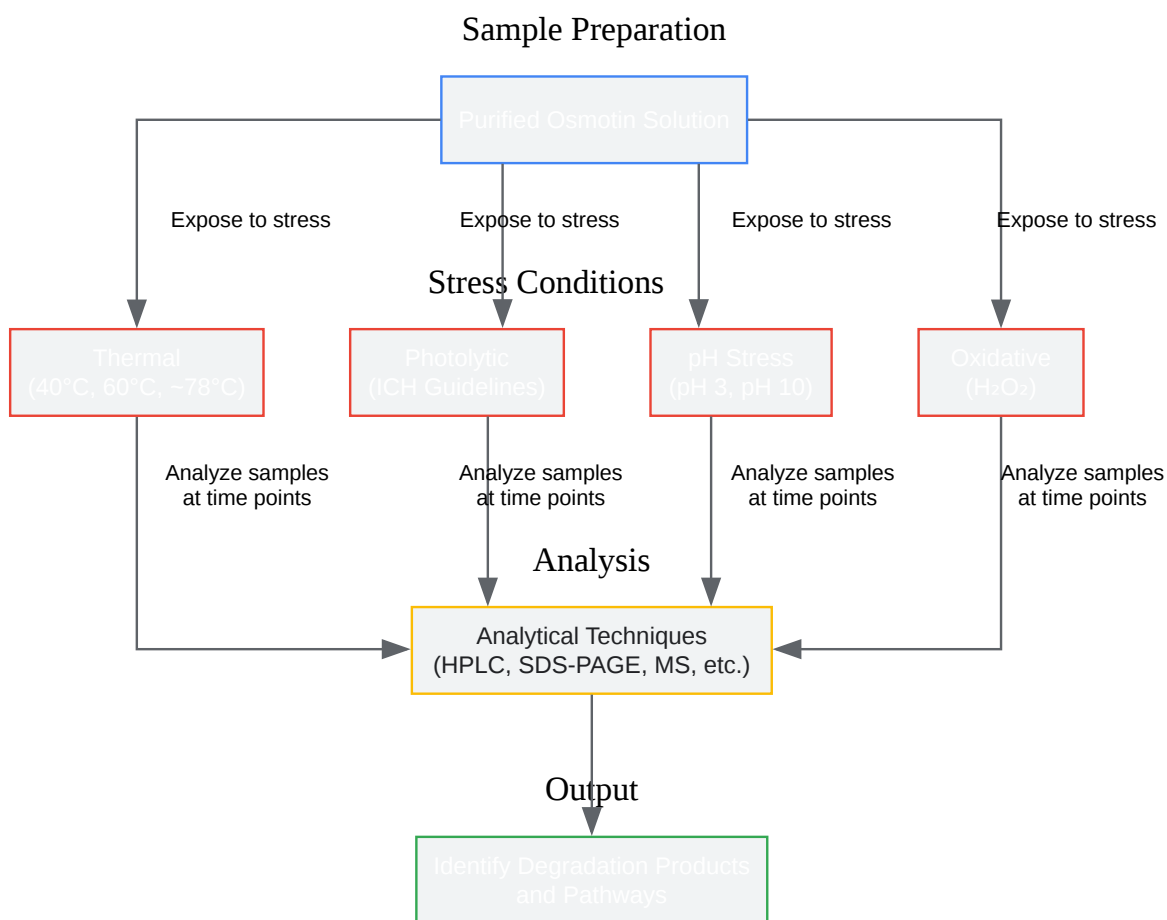 Sample Preparation
Purified Osmotin Solution
Expose to stress
Expose to stress
Expose to stress
Expose to stress
Stress Conditions
Thermal
(40°C, 60°C, ~78°C)
Photolytic
(ICH Guidelines)
pH Stress
(pH 3, pH 10)
Oxidative
(H₂O₂)
Analyze samples
at time points
Analyze samples
at time points
Analyze samples
at time points
Analyze samples
at time points
Analysis
Analytical Techniques
(HPLC, SDS-PAGE, MS, etc.)
Output
Identify Degradation Products
and Pathways